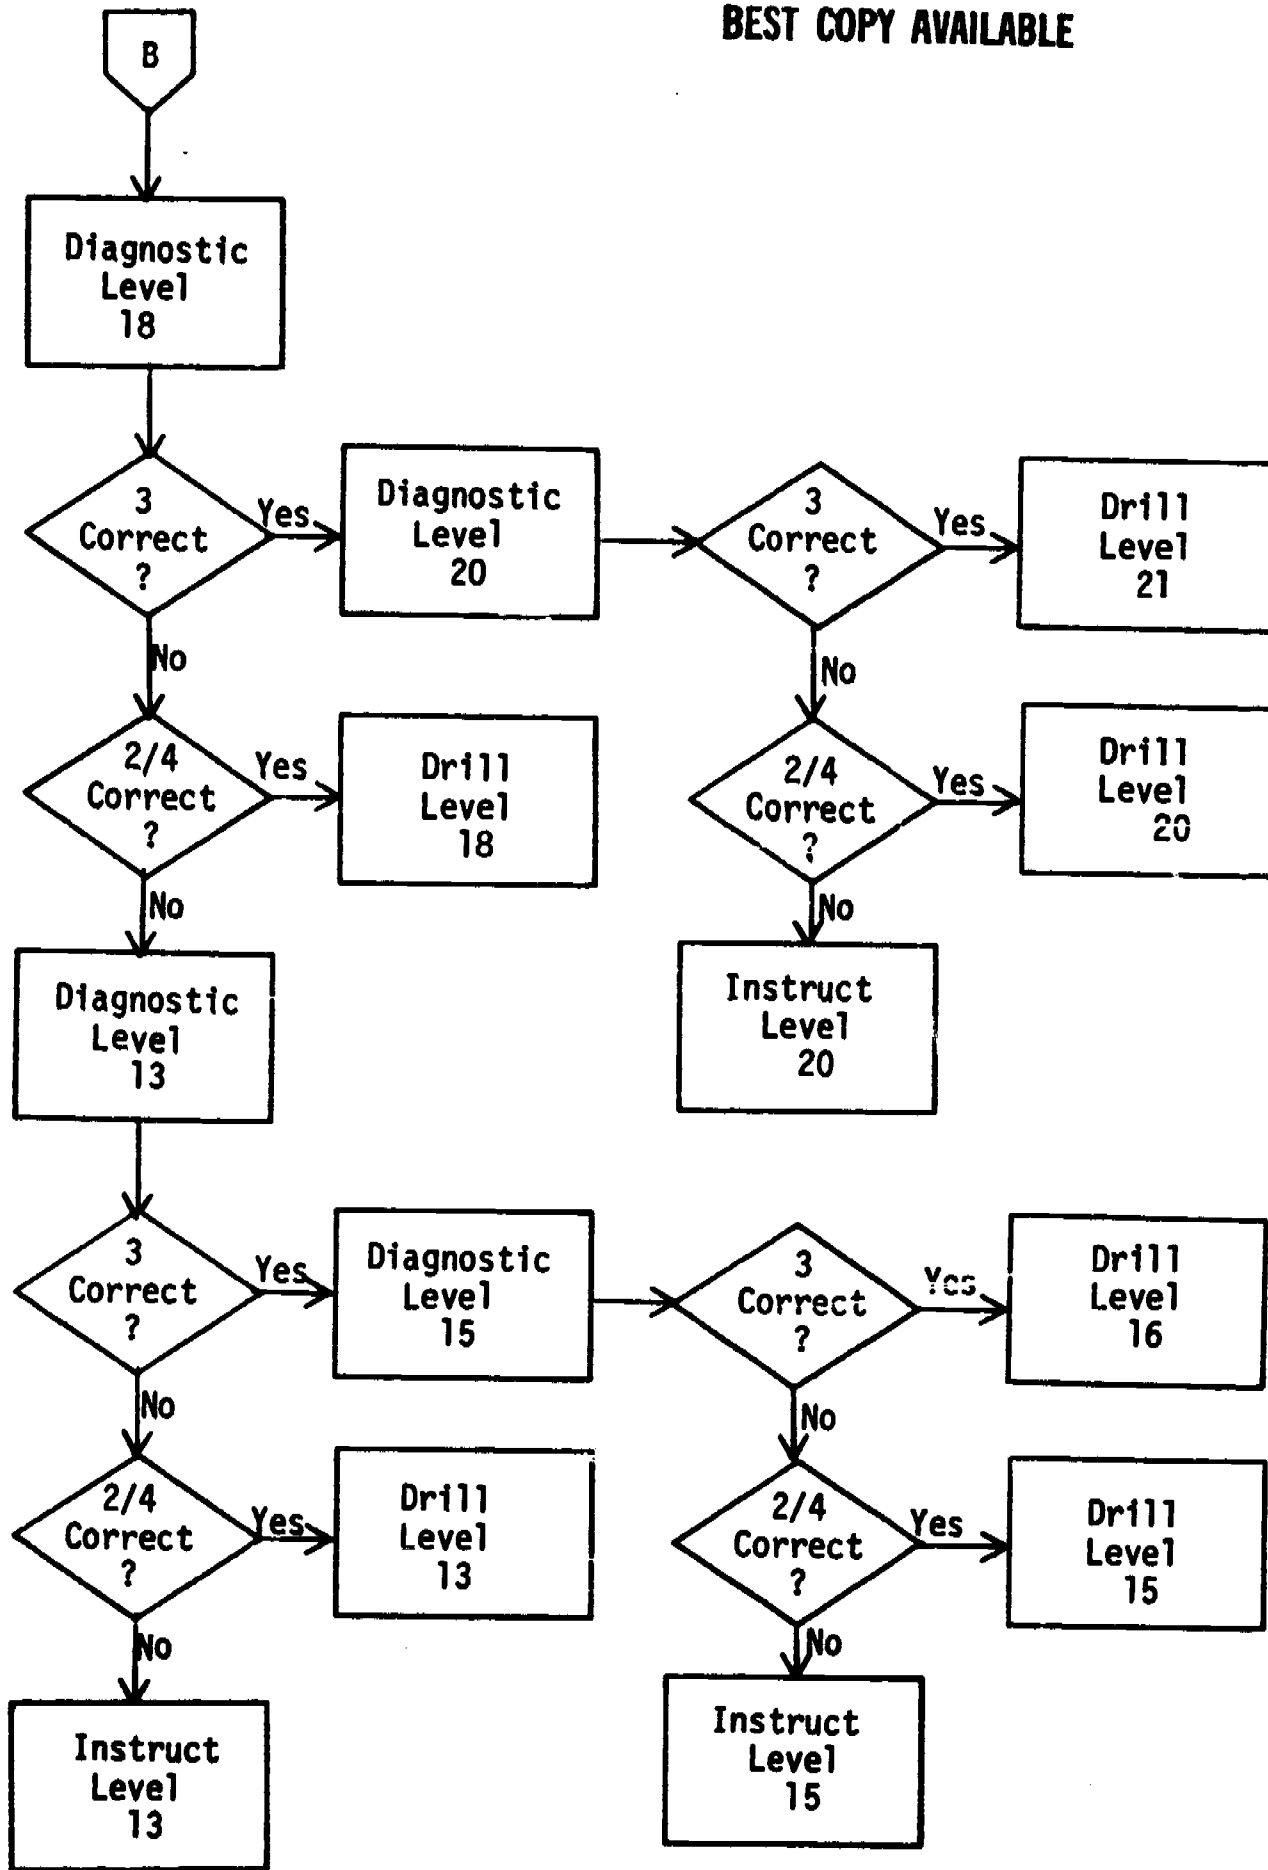 BEST COPY AVAILABLE
B
Diagnostic
Level
18
3
Correct
?
Yes
Diagnostic
Level
20
3
Correct
?
Yes
Drill
Level
21
No
No
2/4
Correct
?
Yes
Drill
Level
18
2/4
Correct
?
Yes
Drill
Level
20
No
No
Diagnostic
Level
13
Instruct
Level
20
3
Correct
?
Yes
Diagnostic
Level
15
3
Correct
?
Yes
Drill
Level
16
No
No
2/4
Correct
?
Yes
Drill
Level
13
2/4
Correct
?
Yes
Drill
Level
15
No
No
Instruct
Level
13
Instruct
Level
15